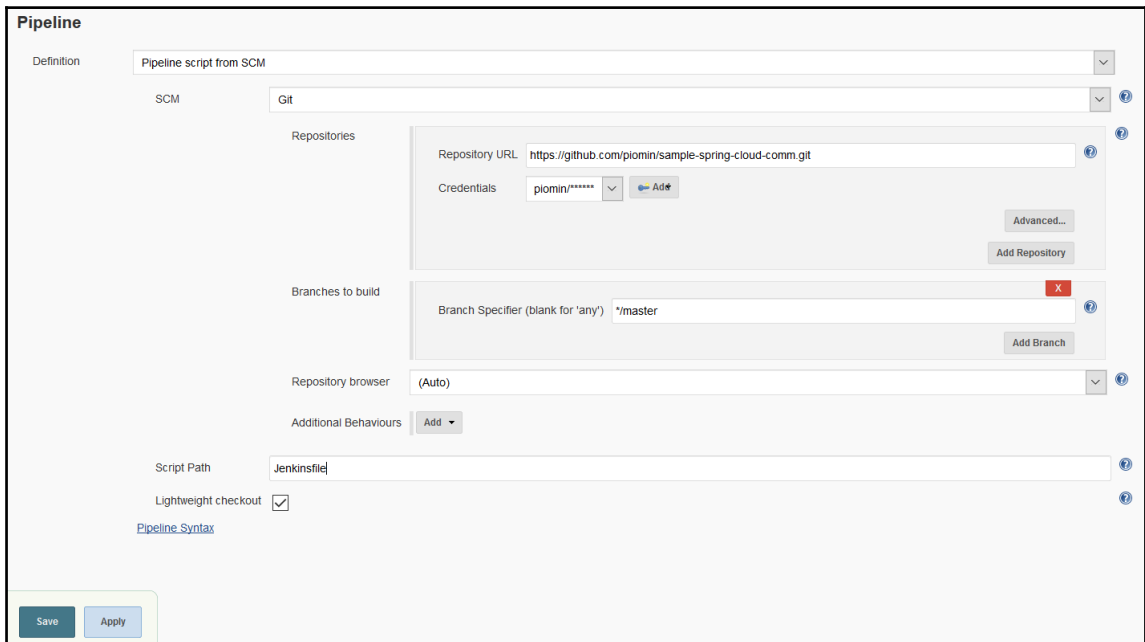 Pipeline
Definition
Pipeline script from SCM
SCM
Git
Repositories
Repository URL
https://github.com/piomin/sample-spring-cloud-comm.git
Credentials
piomin/******
Add
Advanced...
Add Repository
Branches to build
X
Branch Specifier (blank for 'any')
*/master
Add Branch
Repository browser
(Auto)
Additional Behaviours
Add
Script Path
Jenkinsfile
Lightweight checkout
Pipeline Syntax
Save
Apply